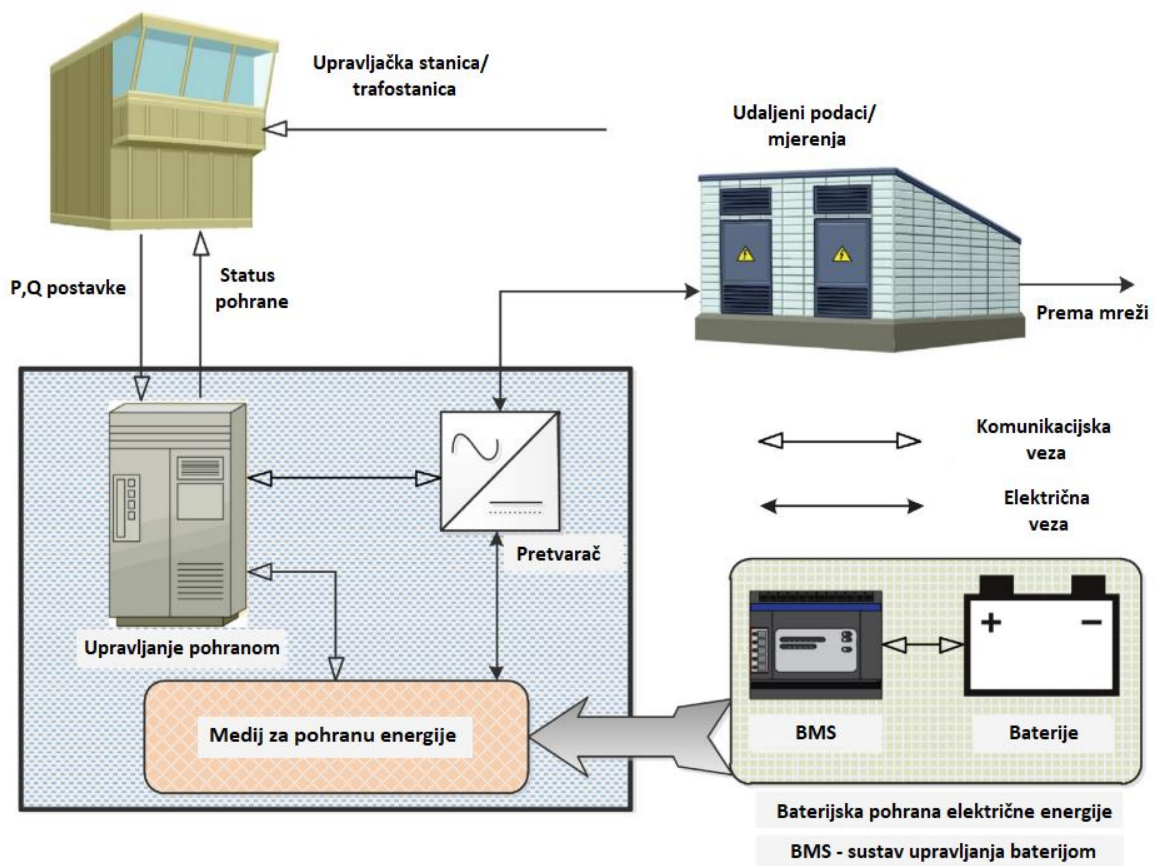 Upravljačka stanica/
trafostanica
Udaljeni podaci/
mjerenja
P,Q postavke
Status
pohrane
Prema mreži
Komunikacijska
veza
Električna
veza
Pretvarač
Upravljanje pohranom
Medij za pohranu energije
+ −
BMS
Baterije
Baterijska pohrana električne energije
BMS - sustav upravljanja baterijom